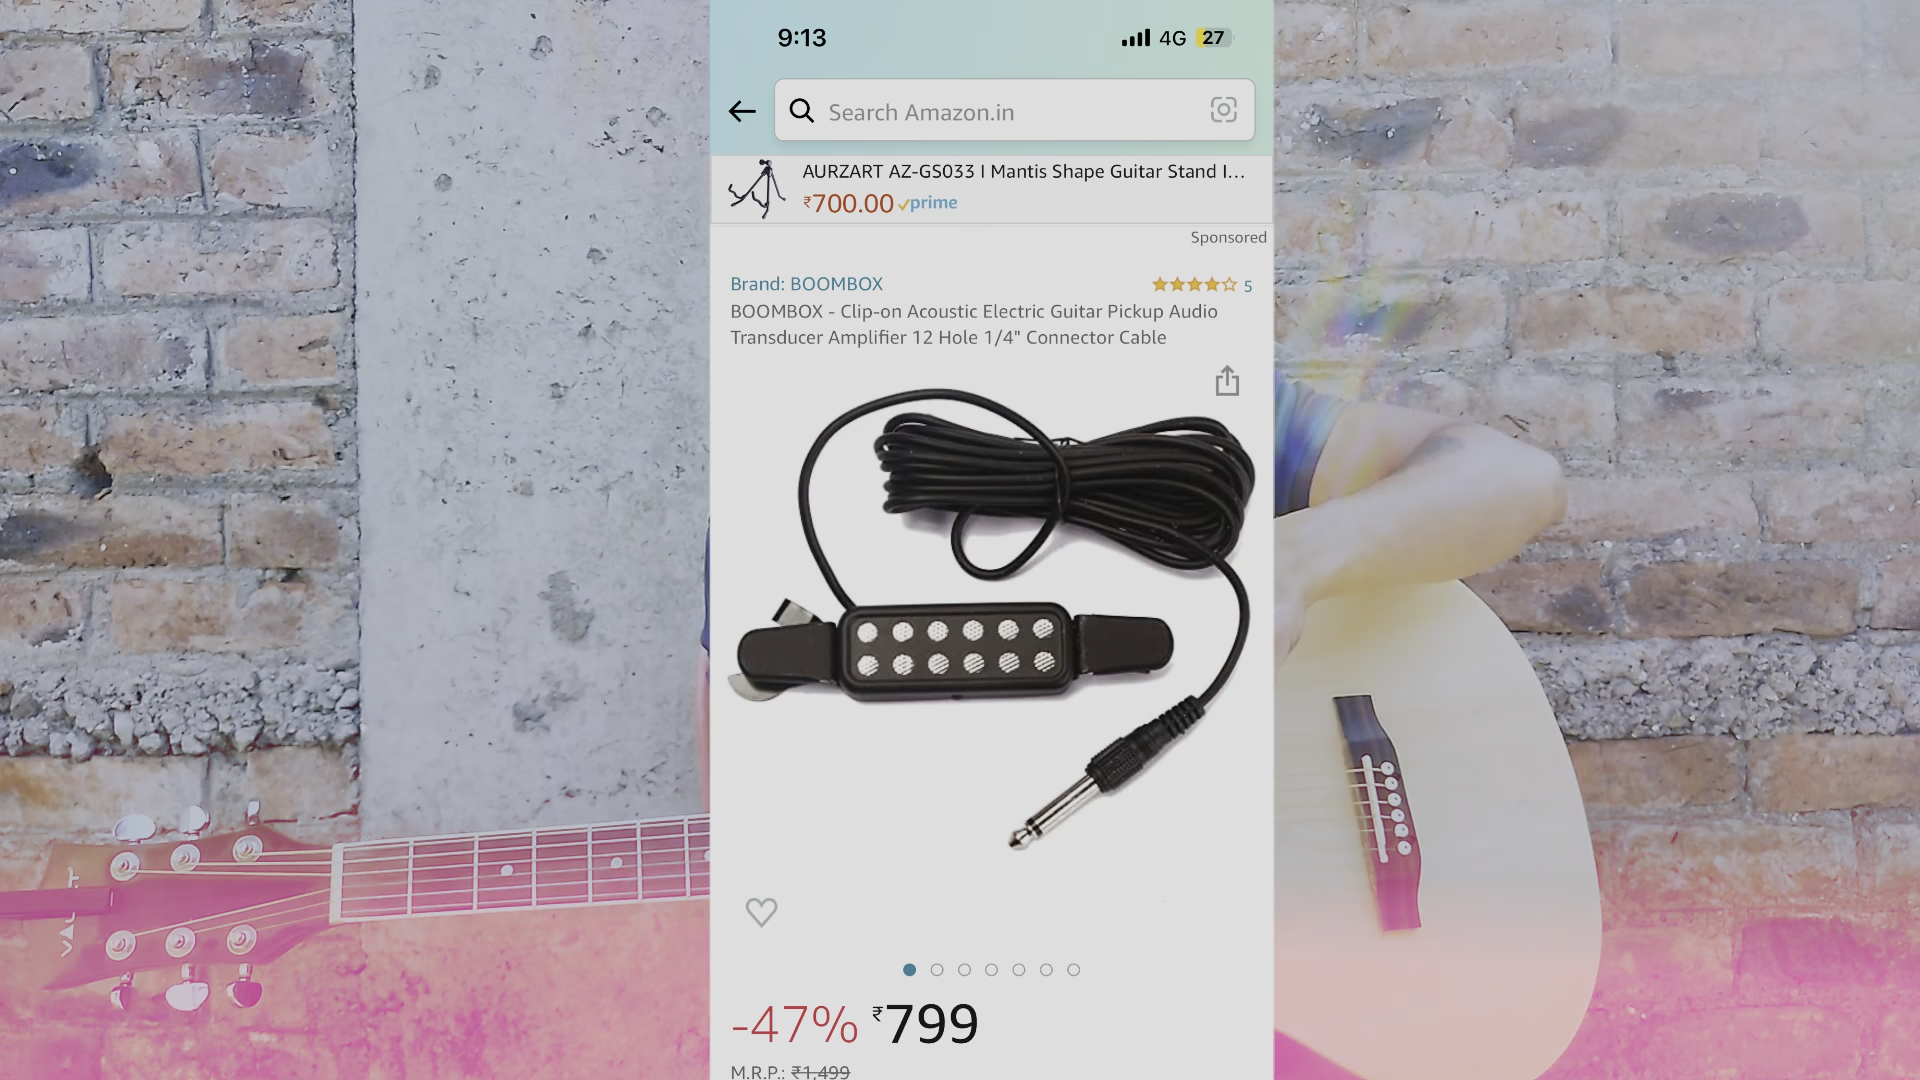 9:13
4G 27
Search Amazon.in
AURZART AZ-GS033 I Mantis Shape Guitar Stand I...
₹700.00 prime
Sponsored
Brand: BOOMBOX
5
BOOMBOX - Clip-on Acoustic Electric Guitar Pickup Audio
Transducer Amplifier 12 Hole 1/4" Connector Cable
-47% ₹799
M.R.P.: ₹1,499